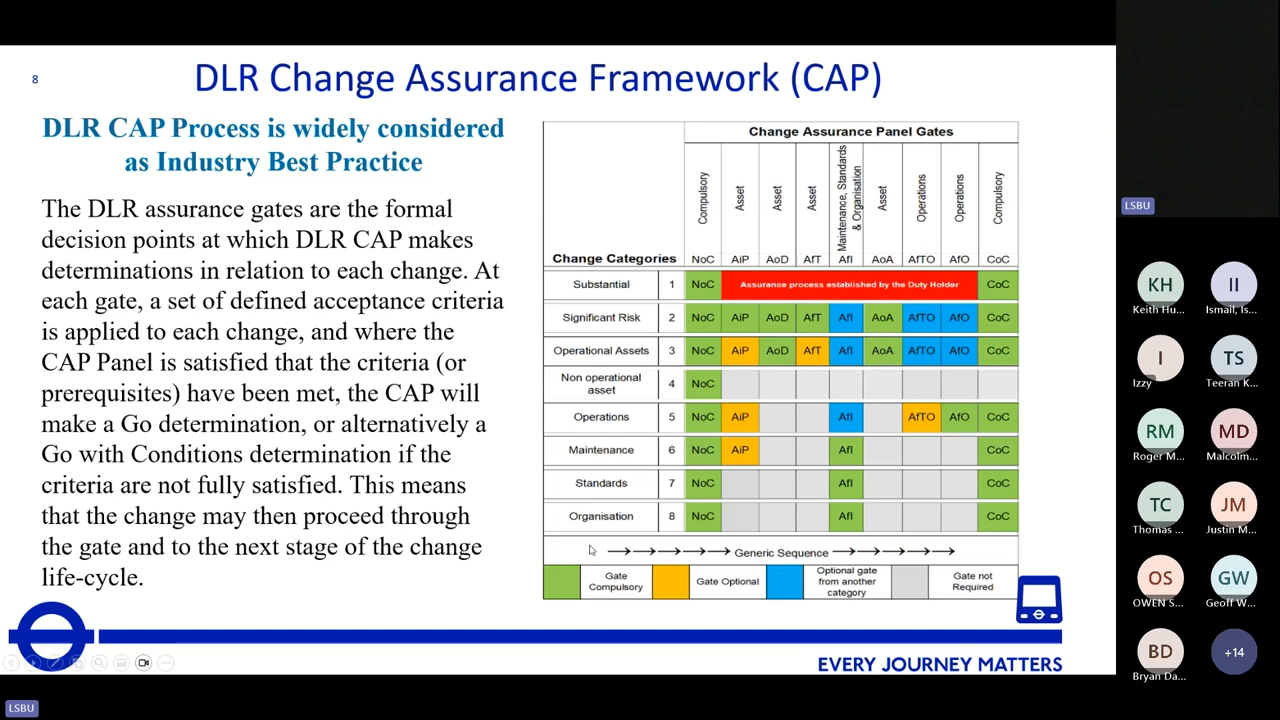 8
DLR Change Assurance Framework (CAP)
DLR CAP Process is widely considered
as Industry Best Practice
The DLR assurance gates are the formal
decision points at which DLR CAP makes
determinations in relation to each change. At
each gate, a set of defined acceptance criteria
is applied to each change, and where the
CAP Panel is satisfied that the criteria (or
prerequisites) have been met, the CAP will
make a Go determination, or alternatively a
Go with Conditions determination if the
criteria are not fully satisfied. This means
that the change may then proceed through
the gate and to the next stage of the change
life-cycle.
Change Assurance Panel Gates
Compulsory Asset Asset Asset Maintenance, Standards & Organisation Asset Operations Operations Compulsory
Change Categories NoC AiP AoD AfT AfI AoA AfTO AfO CoC
Substantial 1 NoC Assurance process established by the Duty Holder CoC
Significant Risk 2 NoC AiP AoD AfT AfI AoA AfTO AfO CoC
Operational Assets 3 NoC AiP AoD AfT AfI AoA AfTO AfO CoC
Non operational
asset 4 NoC
Operations 5 NoC AiP AfI AfTO AfO CoC
Maintenance 6 NoC AiP AfI CoC
Standards 7 NoC AfI CoC
Organisation 8 NoC AfI CoC
Generic Sequence
Gate
Compulsory
Gate Optional
Optional gate
from another
category
Gate not
Required
EVERY JOURNEY MATTERS
LSBU
LSBU
KH II
Keith Hu... Ismail, Is...
I TS
Izzy Teeran K...
RM MD
Roger M... Malcolm...
TC JM
Thomas ... Justin M...
OS GW
OWEN S... Geoff W...
BD +14
Bryan Da...